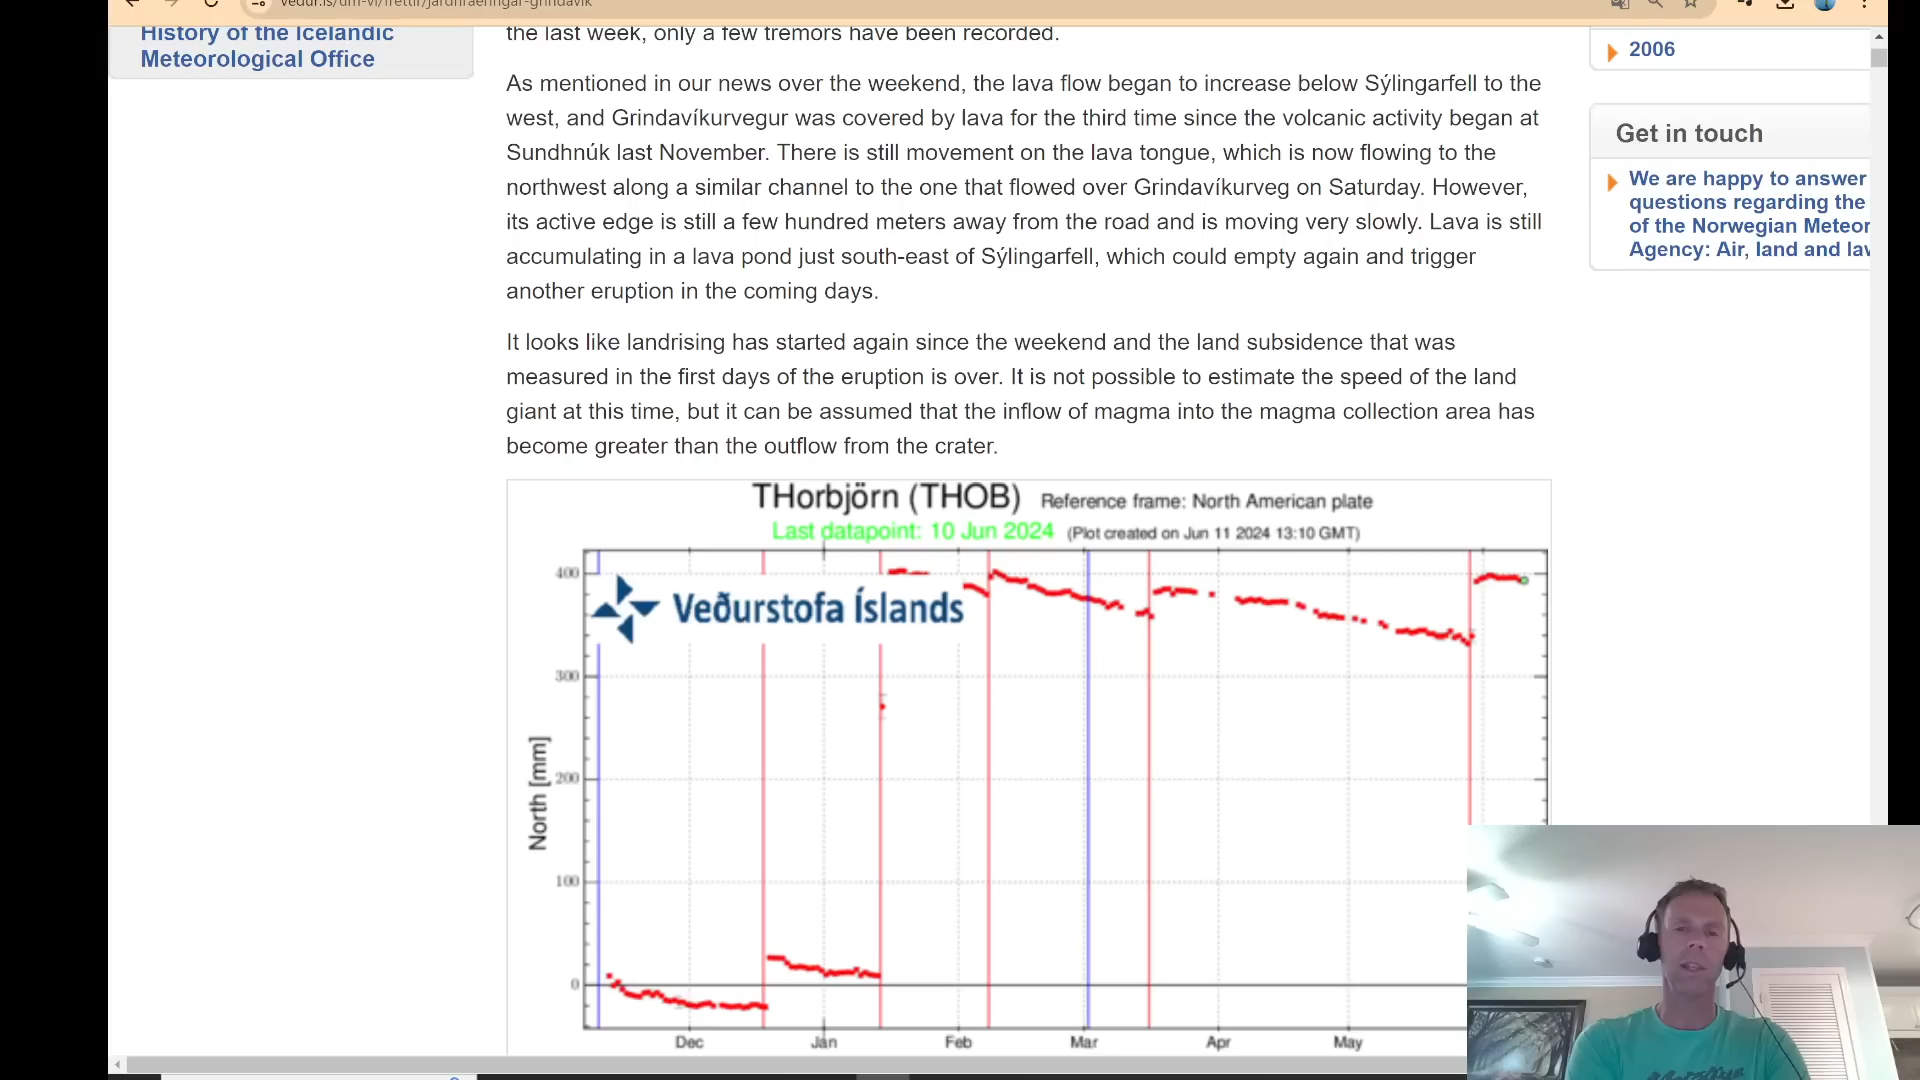 vedur.is/um-vi/frettir/jardhraeringar-grindavik
History of the Icelandic
Meteorological Office
the last week, only a few tremors have been recorded.
As mentioned in our news over the weekend, the lava flow began to increase below Sýlingarfell to the
west, and Grindavíkurvegur was covered by lava for the third time since the volcanic activity began at
Sundhnúk last November. There is still movement on the lava tongue, which is now flowing to the
northwest along a similar channel to the one that flowed over Grindavíkurveg on Saturday. However,
its active edge is still a few hundred meters away from the road and is moving very slowly. Lava is still
accumulating in a lava pond just south-east of Sýlingarfell, which could empty again and trigger
another eruption in the coming days.
It looks like landrising has started again since the weekend and the land subsidence that was
measured in the first days of the eruption is over. It is not possible to estimate the speed of the land
giant at this time, but it can be assumed that the inflow of magma into the magma collection area has
become greater than the outflow from the crater.
THorbjörn (THOB) Reference frame: North American plate
Last datapoint: 10 Jun 2024 (Plot created on Jun 11 2024 13:10 GMT)
Veðurstofa Íslands
North [mm]
400
300
200
100
0
Dec Jan Feb Mar Apr May
2006
Get in touch
We are happy to answer
questions regarding the
of the Norwegian Meteor
Agency: Air, land and lav